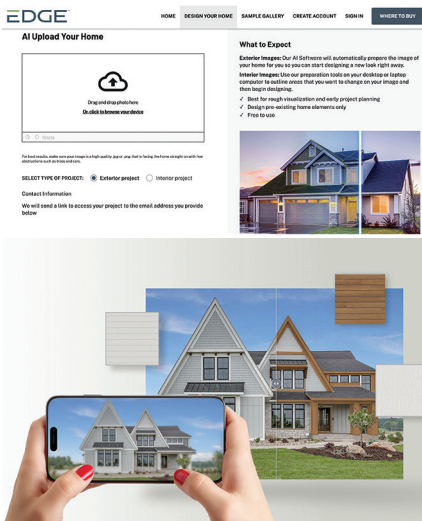 EDGE
HOME DESIGN YOUR HOME SAMPLE GALLERY CREATE ACCOUNT SIGN IN WHERE TO BUY
AI Upload Your Home
Drag and drop photo here
Or, click to browse your device
Rotate
For best results, make sure your image is a high quality .jpg or .png that is facing the home straight on with few
obstructions such as trees and cars.
SELECT TYPE OF PROJECT: Exterior project Interior project
Contact Information
We will send a link to access your project to the email address you provide
below
What to Expect
Exterior Images: Our AI Software will automatically prepare the image
of your home for you so you can start designing a new look right away.
Interior Images: Use our preparation tools on your desktop or laptop
computer to outline areas that you want to change on your image and
then begin designing.
✓ Best for rough visualization and early project planning
✓ Design pre-existing home elements only
✓ Free to use